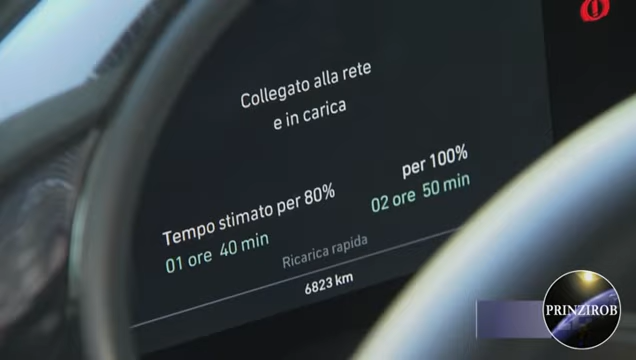 Collegato alla rete
e in carica
Tempo stimato per 80%
01 ore 40 min
per 100%
02 ore 50 min
Ricarica rapida
6823 km
PRINZIROB